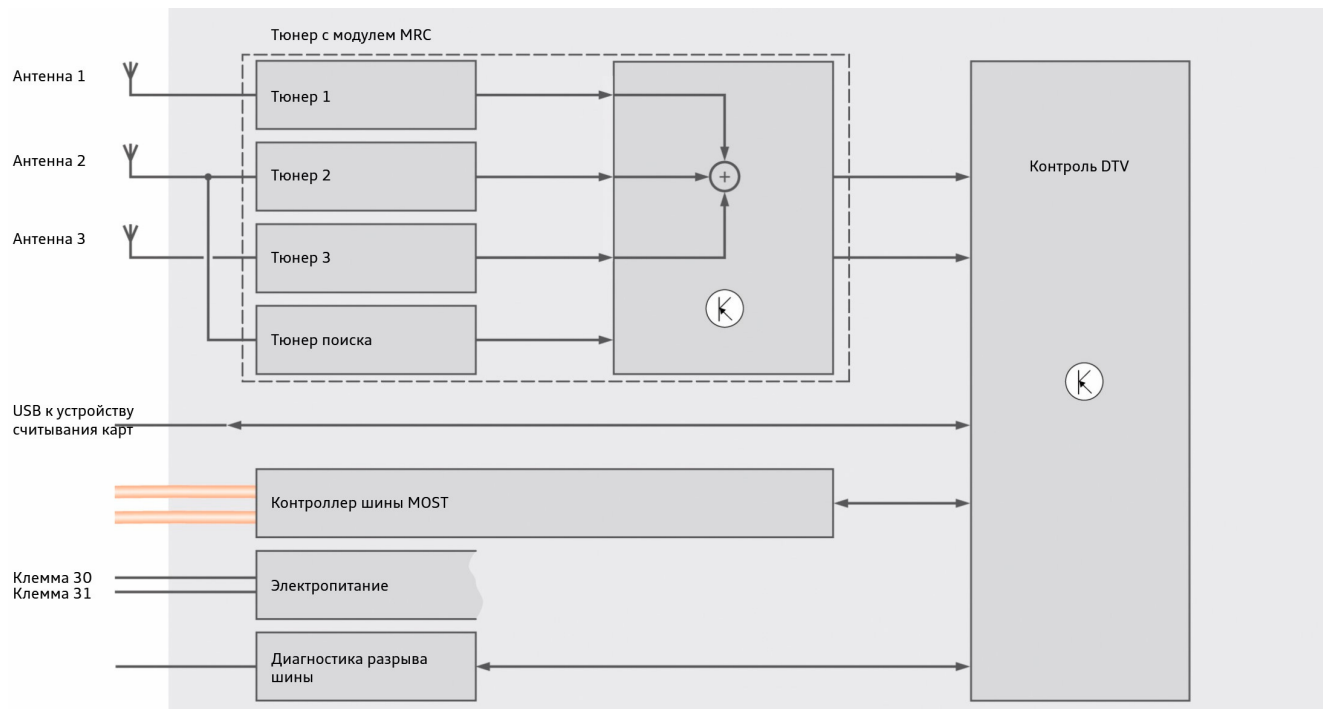 Тюнер с модулем MRC
Антенна 1
Тюнер 1
Антенна 2
Тюнер 2
Контроль DTV
Антенна 3
Тюнер 3
+
Тюнер поиска
USB к устройству
считывания карт
Контроллер шины MOST
Клемма 30
Клемма 31
Электропитание
Диагностика разрыва
шины